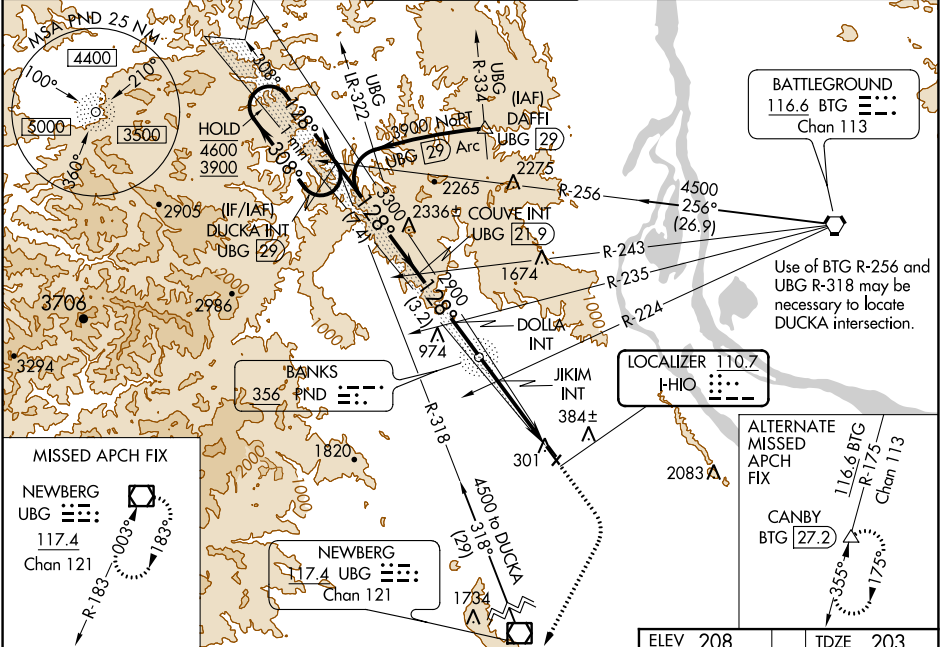 MSA PND 25 NM
4400
100°
210°
5000
3500
360°
HOLD
4600
3900
308°
128°
1 min
308°
UBG
LR-322
UBG
R-334
(IAF)
DAFFI
UBG 29
3900 NoPT
UBG 29 Arc
BATTLEGROUND
116.6 BTG
Chan 113
2275
2265
R-256
4500
256°
(26.9)
2905
(IF/IAF)
DUCKA INT
UBG 29
5300
128°
(7.4)
2336±
COUVE INT
UBG 21.9
R-243
1674
R-235
R-224
1000
Use of BTG R-256 and
UBG R-318 may be
necessary to locate
DUCKA intersection.
3706
2986
1000
2900
128°
(3.2)
974
DOLLA
INT
3294
BANKS
356 PND
JIKIM
INT
LOCALIZER 110.7
I-HIO
384±
301
R-318
1820
1000
2083
MISSED APCH FIX
NEWBERG
UBG
117.4
Chan 121
003°
183°
R-183
NEWBERG
117.4 UBG
Chan 121
4500 to DUCKA
318°
(29)
1734
ALTERNATE
MISSED
APCH
FIX
116.6 BTG
R-175
Chan 113
CANBY
BTG 27.2
355°
175°
ELEV 208
TDZE 203